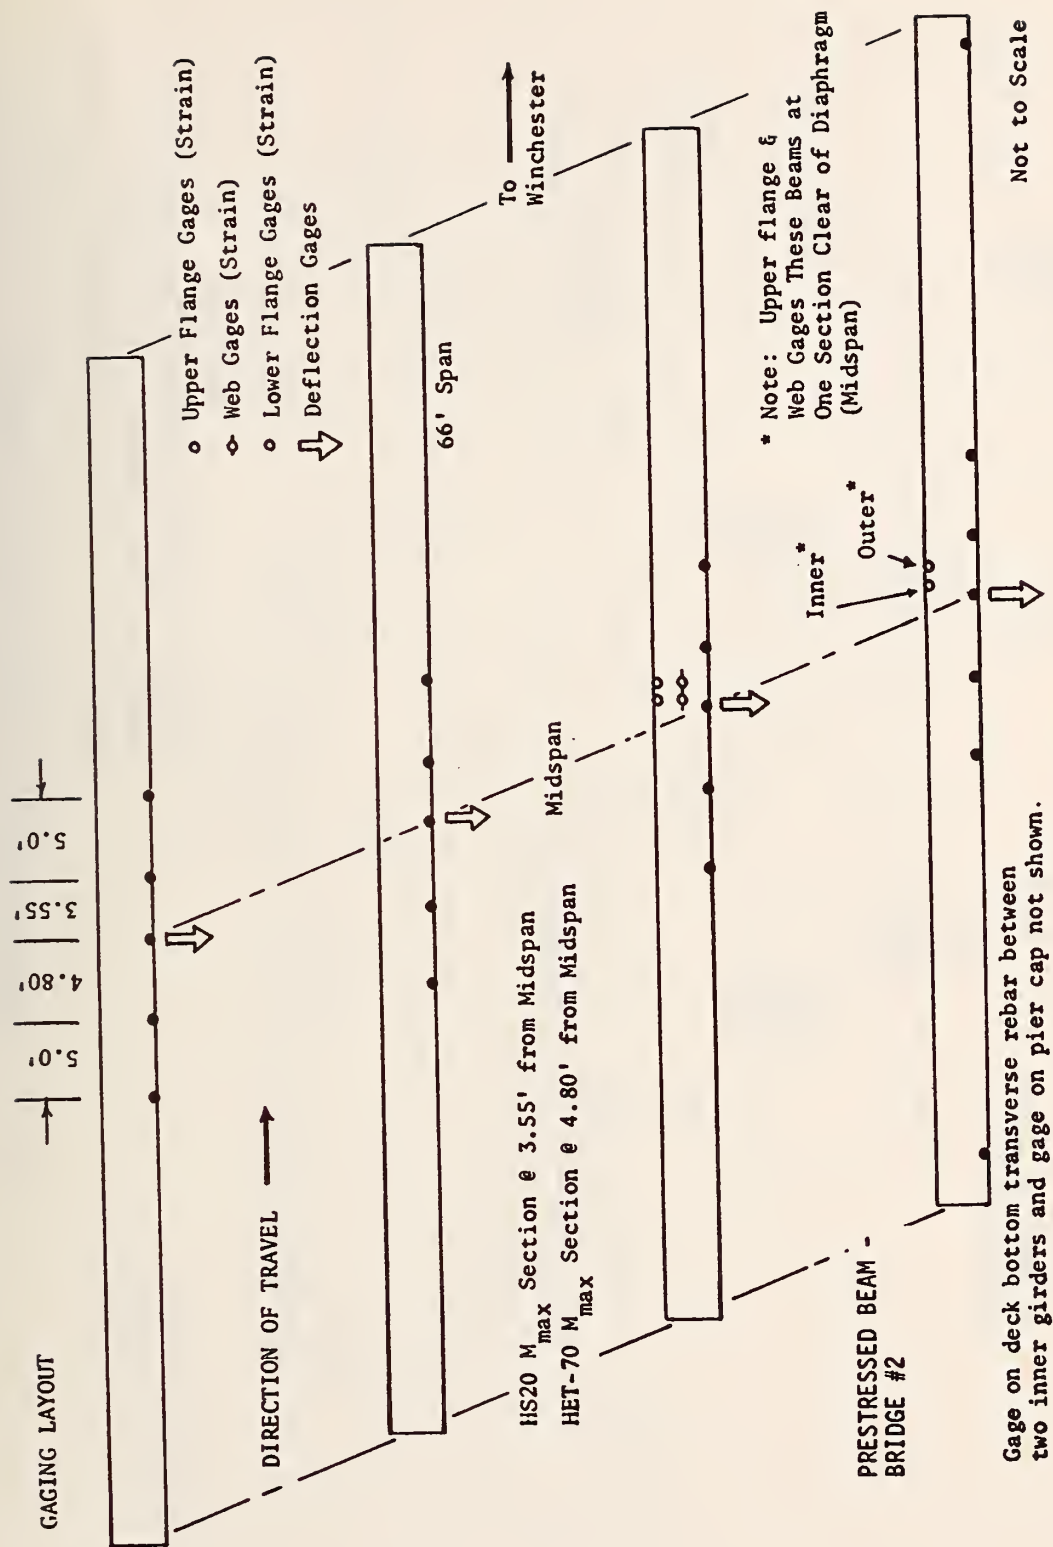 GAGING LAYOUT
5.0'
4.80'
3.55'
5.0'
DIRECTION OF TRAVEL
Upper Flange Gages (Strain)
Web Gages (Strain)
Lower Flange Gages (Strain)
Deflection Gages
66' Span
To
Winchester
HS20 M max Section @ 3.55' from Midspan
HET-70 M max Section @ 4.80' from Midspan
Midspan
* Note: Upper flange &
Web Gages These Beams at
One Section Clear of Diaphragm
(Midspan)
Inner*
Outer*
PRESTRESSED BEAM -
BRIDGE #2
Gage on deck bottom transverse rebar between
two inner girders and gage on pier cap not shown.
Not to Scale